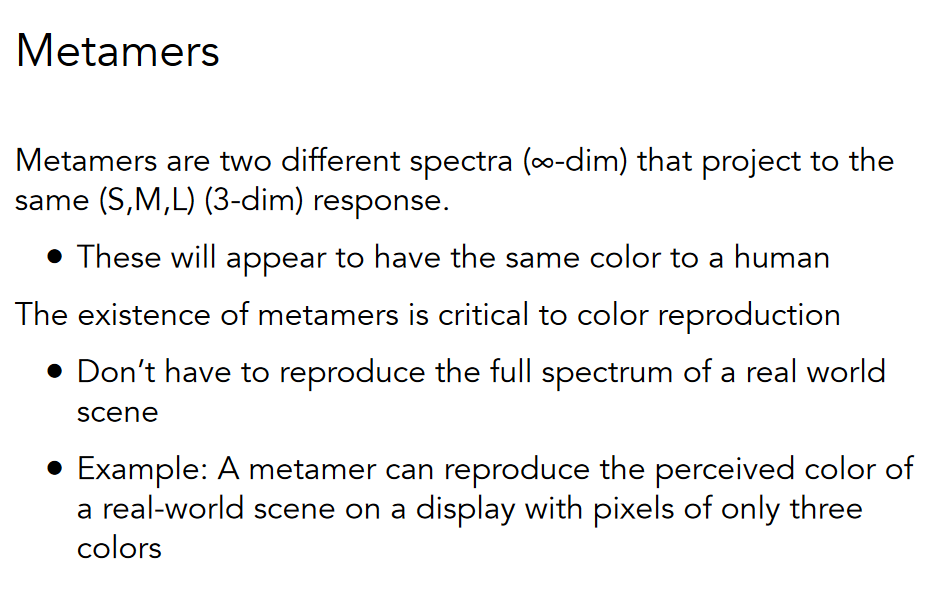 Metamers
Metamers are two different spectra (∞-dim) that project to the
same (S,M,L) (3-dim) response.
• These will appear to have the same color to a human
The existence of metamers is critical to color reproduction
• Don’t have to reproduce the full spectrum of a real world
scene
• Example: A metamer can reproduce the perceived color of
a real-world scene on a display with pixels of only three
colors